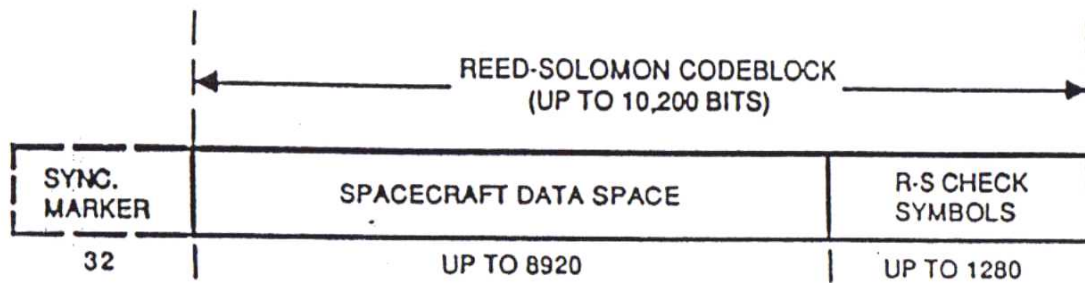 REED-SOLOMON CODEBLOCK
(UP TO 10,200 BITS)
SYNC.
MARKER
SPACECRAFT DATA SPACE
R-S CHECK
SYMBOLS
32
UP TO 8920
UP TO 1280